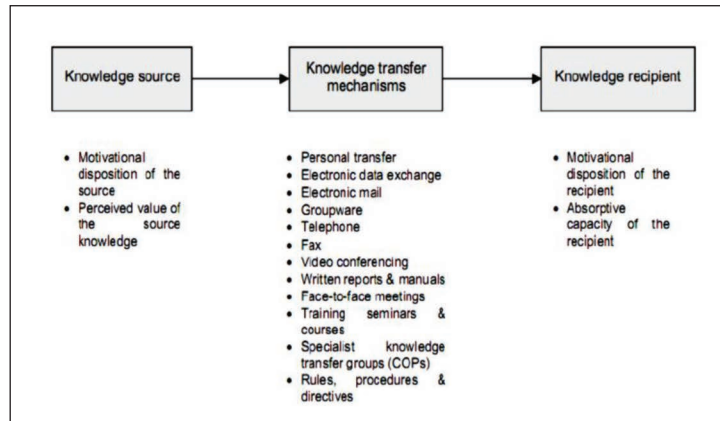 Knowledge source
Knowledge transfer
mechanisms
Knowledge recipient
• Motivational
disposition of the
source
• Perceived value of
the source
knowledge
• Personal transfer
• Electronic data exchange
• Electronic mail
• Groupware
• Telephone
• Fax
• Video conferencing
• Written reports & manuals
• Face-to-face meetings
• Training seminars &
courses
• Specialist knowledge
transfer groups (COPs)
• Rules, procedures &
directives
• Motivational
disposition of the
recipient
• Absorptive
capacity of the
recipient